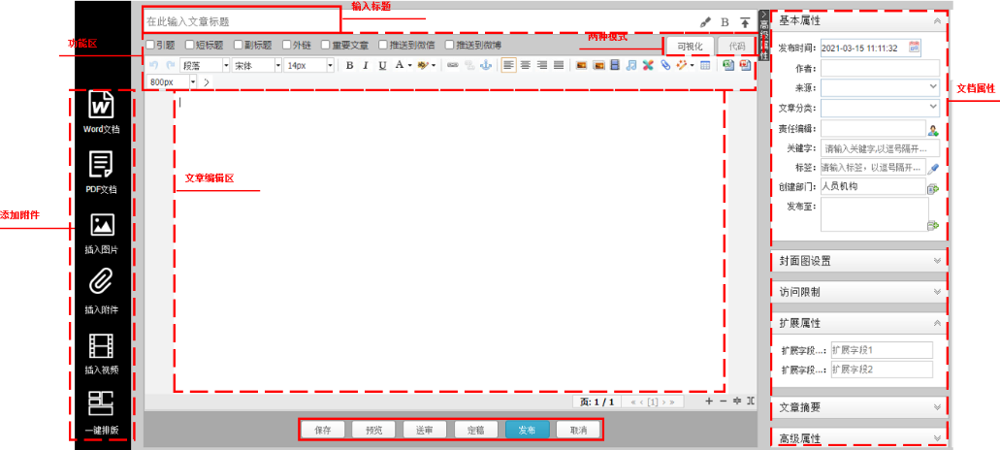 输入标题
在此输入文章标题
B
高级属性
基本属性
功能区
引题 短标题 副标题 外链 重要文章 推送到微信 推送到微博
两种模式
可视化 代码
段落 宋体 14px B I U A
800px
发布时间: 2021-03-15 11:11:32
作者:
来源:
文章分类:
责任编辑:
关键字: 请输入关键字,以逗号隔开...
标签: 请输入标签，以逗号隔开...
创建部门: 人员机构
发布至:
文档属性
Word文档
PDF文档
添加附件
插入图片
插入附件
插入视频
一键排版
文章编辑区
封面图设置
访问限制
扩展属性
扩展字段...: 扩展字段1
扩展字段...: 扩展字段2
文章摘要
高级属性
页: 1 / 1 « ‹ [1] › »
保存 预览 送审 定稿 发布 取消